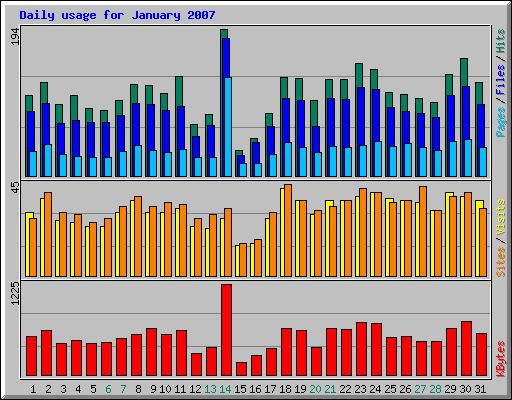 Daily usage for January 2007
194
Pages / Files / Hits
45
Sites / Visits
1225
KBytes
1 2 3 4 5 6 7 8 9 10 11 12 13 14 15 16 17 18 19 20 21 22 23 24 25 26 27 28 29 30 31